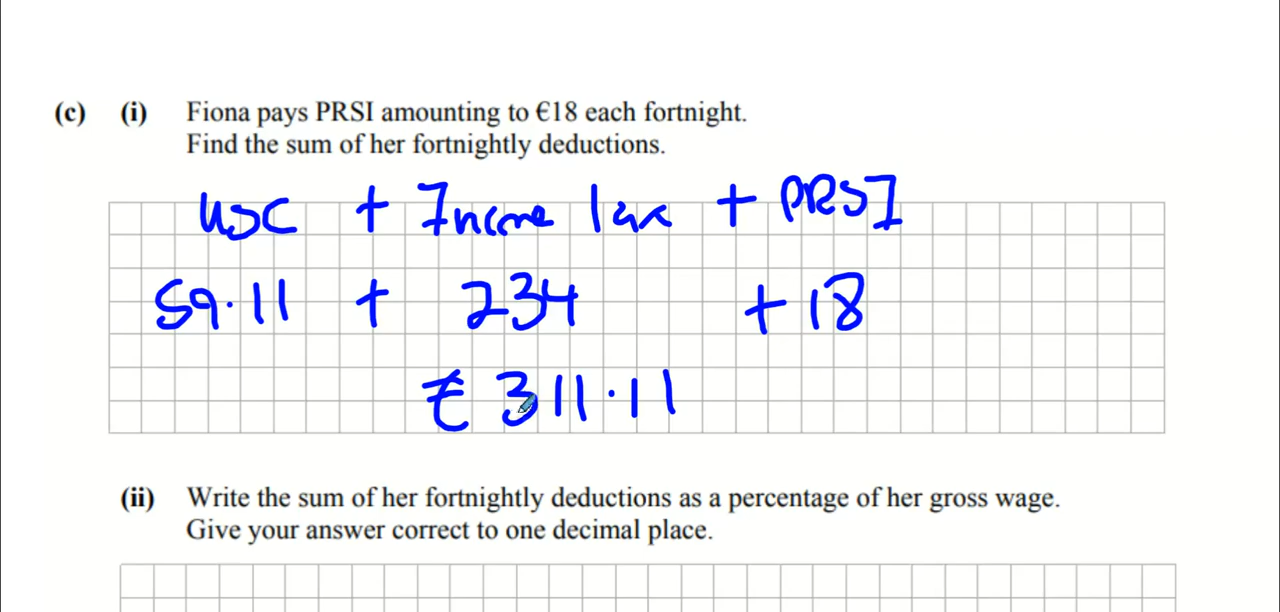 (c) (i) Fiona pays PRSI amounting to €18 each fortnight.
Find the sum of her fortnightly deductions.
USC + Income tax + PRSI
59.11 + 234 + 18
€ 311.11
(ii) Write the sum of her fortnightly deductions as a percentage of her gross wage.
Give your answer correct to one decimal place.